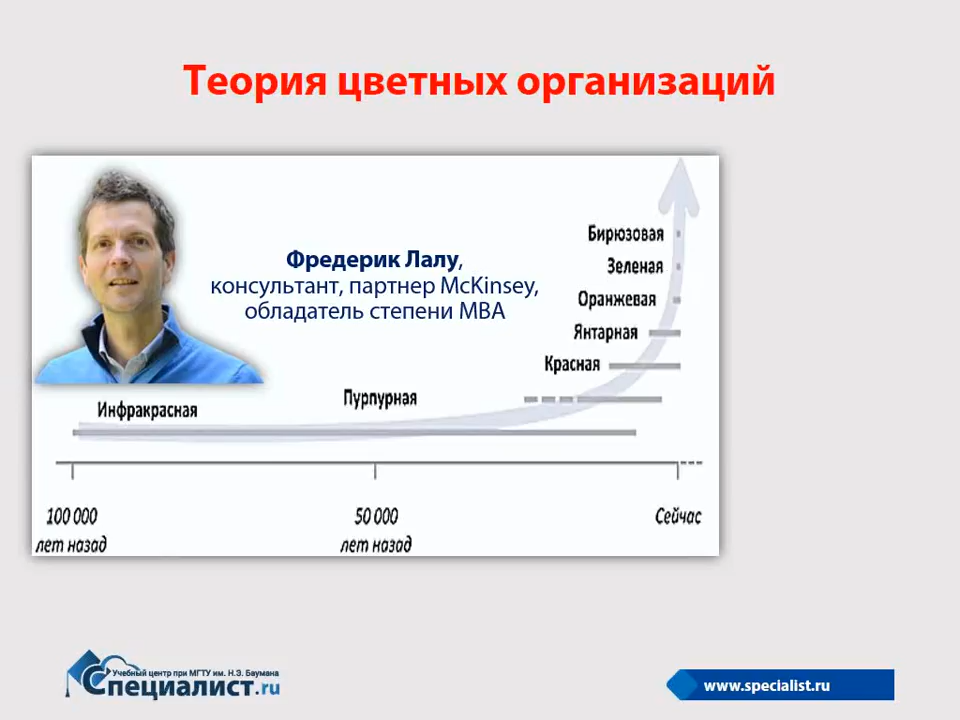 Теория цветных организаций
Фредерик Лалу,
консультант, партнер McKinsey,
обладатель степени MBA
Бирюзовая
Зеленая
Оранжевая
Янтарная
Красная
Пурпурная
Инфракрасная
100 000
лет назад
50 000
лет назад
Сейчас
Учебный центр при МГТУ им. Н.Э. Баумана
Специалист.ru
www.specialist.ru